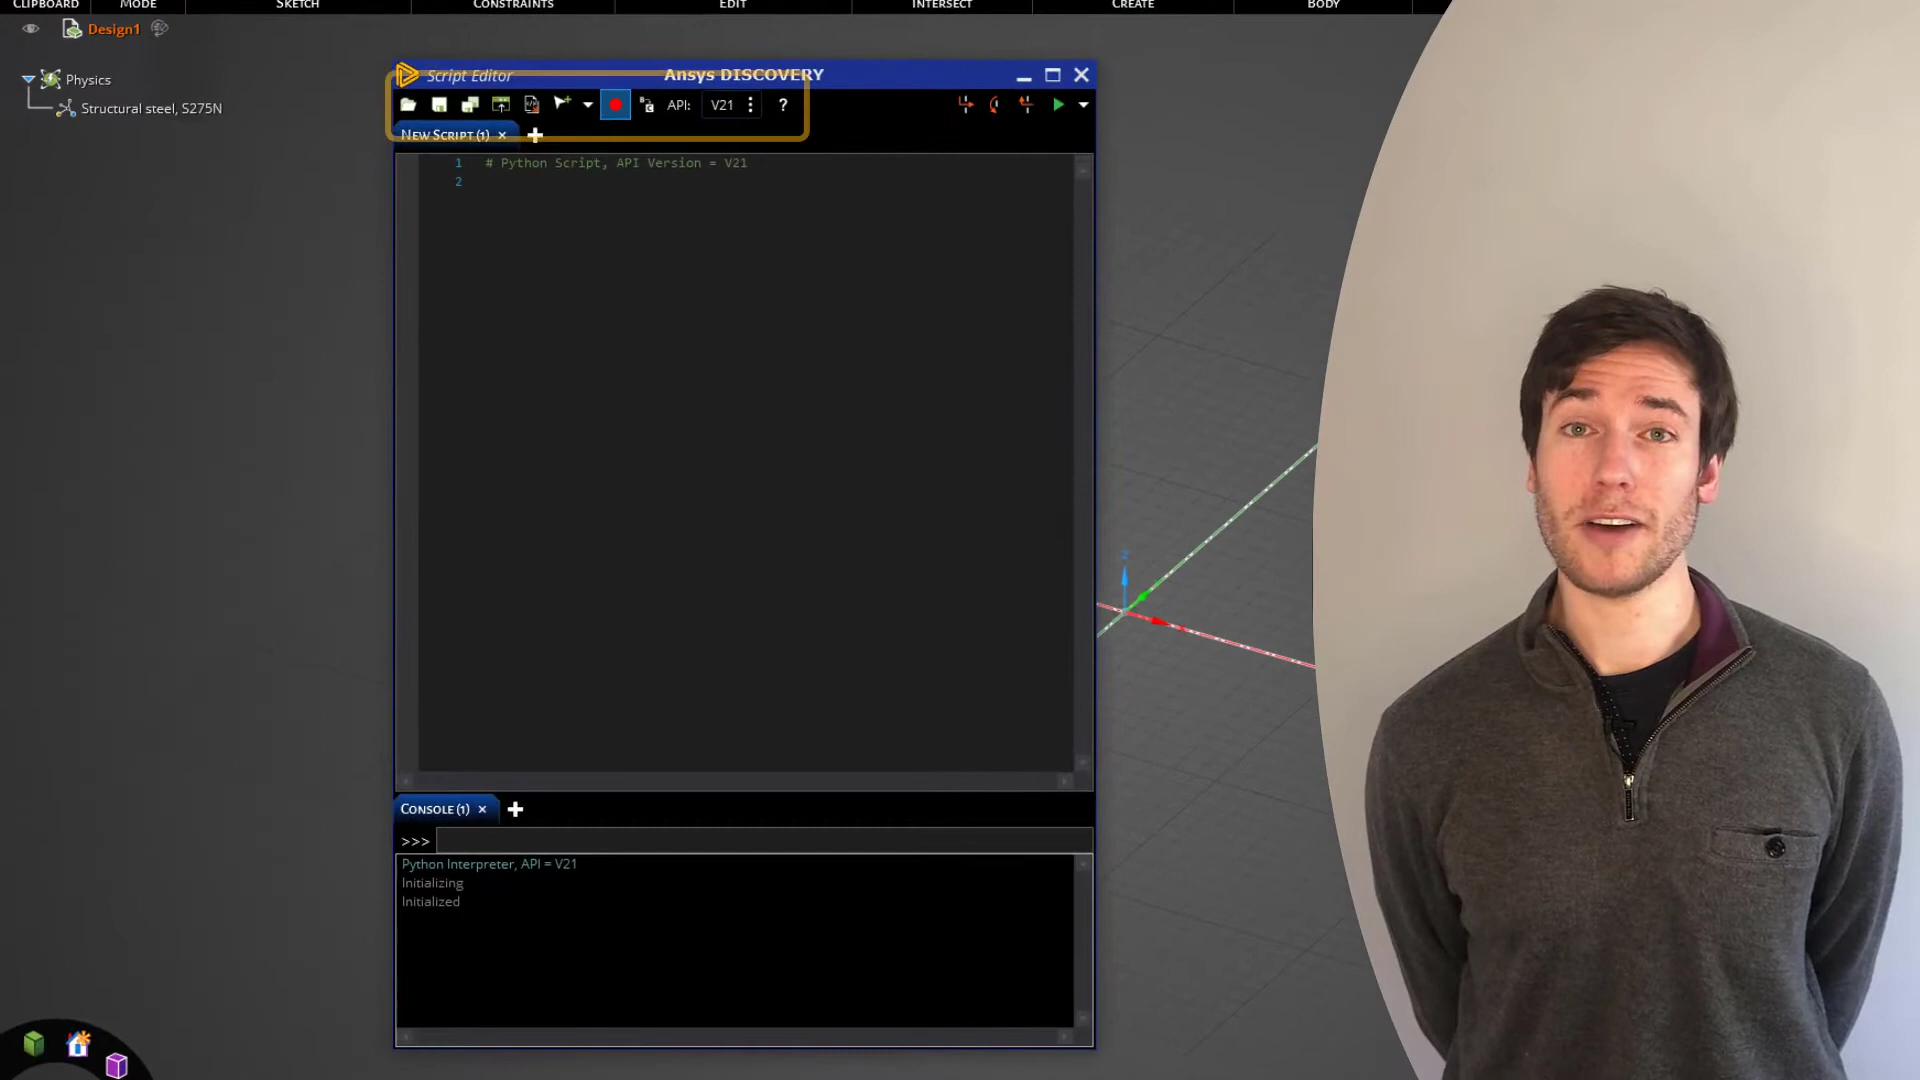 CLIPBOARD MODE SKETCH CONSTRAINTS EDIT INTERSECT CREATE BODY
Design1
Physics
Structural steel, S275N
Script Editor Ansys DISCOVERY
API: V21 ?
NEW SCRIPT (1)
1 # Python Script, API Version = V21
2
CONSOLE (1)
>>>
Python Interpreter, API = V21
Initializing
Initialized
Z